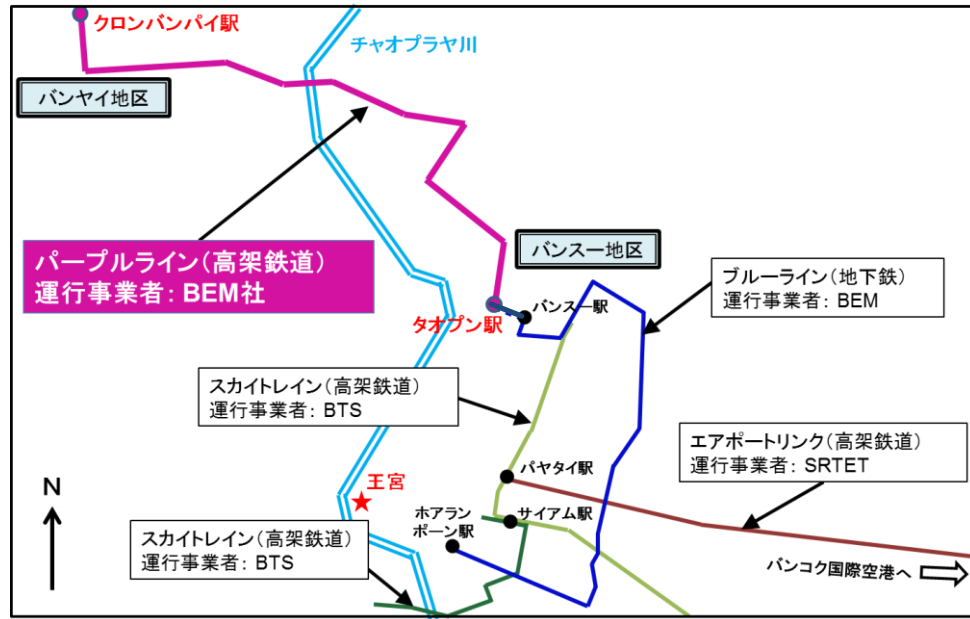 クロンバンパイ駅
チャオプラヤ川
バンヤイ地区
パープルライン(高架鉄道)
運行事業者: BEM社
バンスー地区
ブルーライン(地下鉄)
運行事業者: BEM
タオプン駅
バンスー駅
スカイトレイン(高架鉄道)
運行事業者: BTS
エアポートリンク(高架鉄道)
運行事業者: SRTET
パヤタイ駅
N
王宮
ホアラン
ポーン駅
サイアム駅
スカイトレイン(高架鉄道)
運行事業者: BTS
バンコク国際空港へ